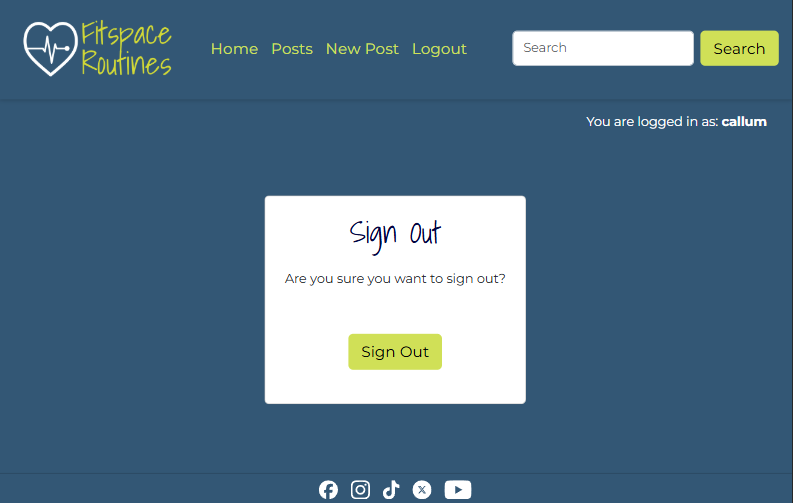 Fitspace
Routines
Home Posts New Post Logout
Search Search
You are logged in as: callum
Sign Out
Are you sure you want to sign out?
Sign Out